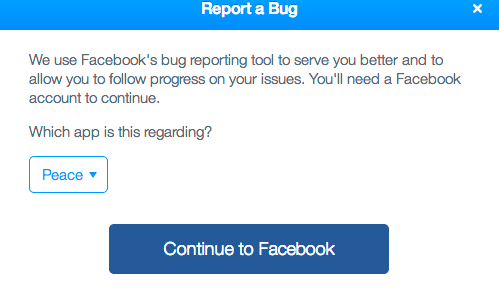 Report a Bug ×
We use Facebook's bug reporting tool to serve you better and to
allow you to follow progress on your issues. You'll need a Facebook
account to continue.
Which app is this regarding?
Peace
Continue to Facebook